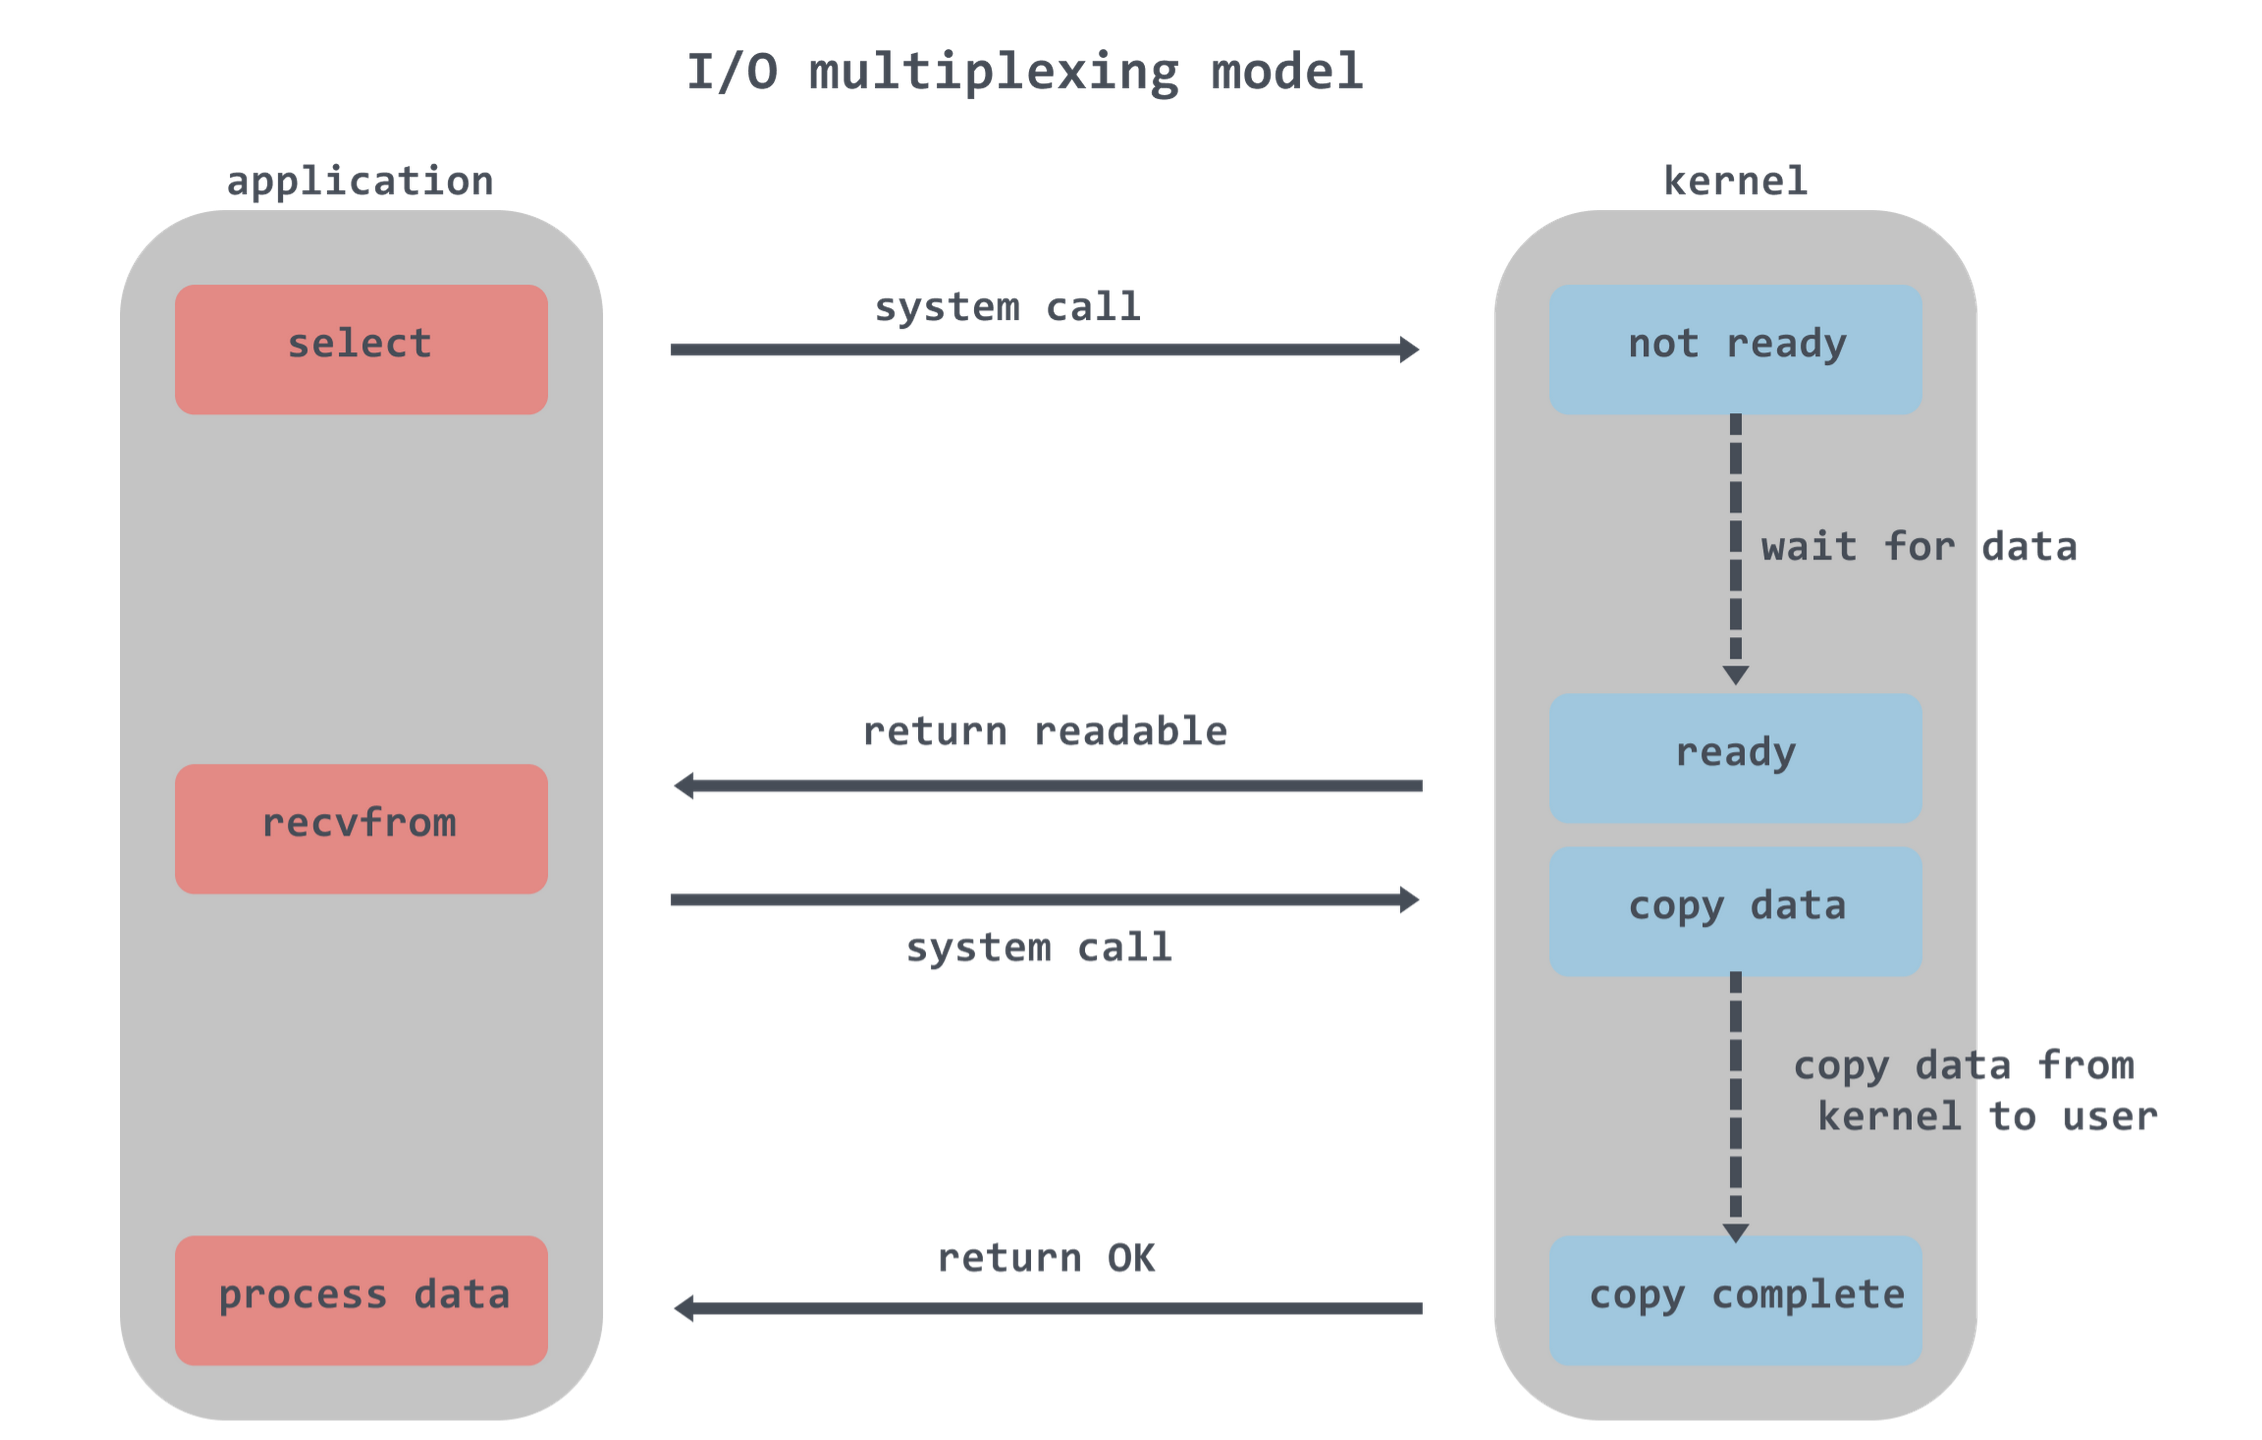 I/O multiplexing model
application
kernel
select
system call
not ready
wait for data
return readable
ready
recvfrom
copy data
system call
copy data from
kernel to user
return OK
process data
copy complete